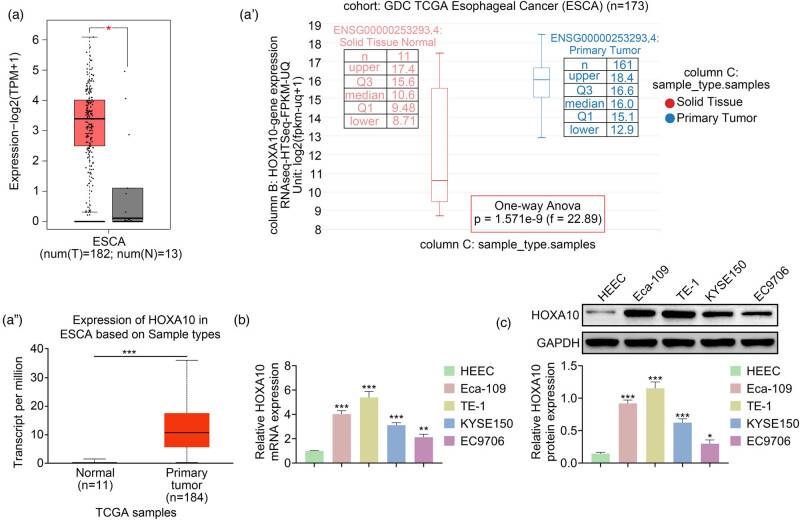 (a)
*
Expression−log2(TPM+1)
6
5
4
3
2
1
0
ESCA
(num(T)=182; num(N)=13)
(a')
cohort: GDC TCGA Esophageal Cancer (ESCA) (n=173)
column B: HOXA10-gene expression
RNAseq-HTSeq-FPKM-UQ
Unit: log2(fpkm-uq+1)
19
18
17
16
15
14
13
12
11
10
9
8
ENSG00000253293,4:
Solid Tissue Normal
n 11
upper 17.4
Q3 15.6
median 10.6
Q1 9.48
lower 8.71
ENSG00000253293,4:
Primary Tumor
n 161
upper 18.4
Q3 16.6
median 16.0
Q1 15.1
lower 12.9
One-way Anova
p = 1.571e-9 (f = 22.89)
column C: sample_type.samples
column C:
sample_type.samples
Solid Tissue
Primary Tumor
(a")
Expression of HOXA10 in
ESCA based on Sample types
***
Transcript per million
40
30
20
10
0
Normal
(n=11)
Primary
tumor
(n=184)
TCGA samples
(b)
Relative HOXA10
mRNA expression
8
6
4
2
0
***
***
***
**
HEEC
Eca-109
TE-1
KYSE150
EC9706
(c)
HEEC
Eca-109
TE-1
KYSE150
EC9706
HOXA10
GAPDH
Relative HOXA10
protein expression
1.5
1.0
0.5
0.0
***
***
***
*
HEEC
Eca-109
TE-1
KYSE150
EC9706